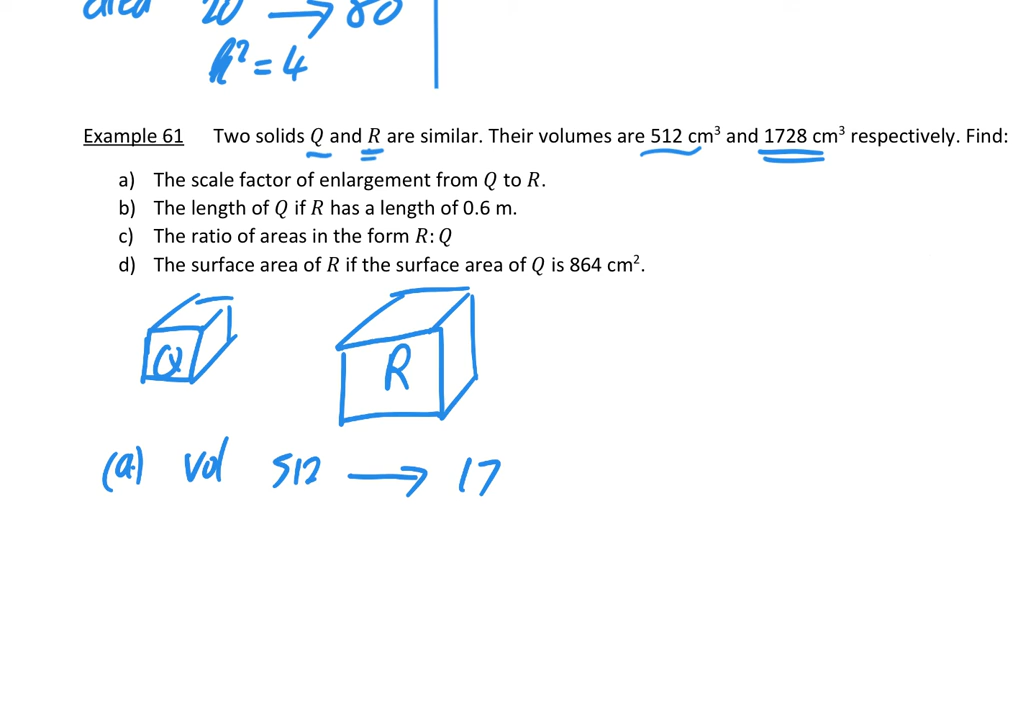 area 20 → 80
k² = 4
Example 61 Two solids Q and R are similar. Their volumes are 512 cm³ and 1728 cm³ respectively. Find:
a) The scale factor of enlargement from Q to R.
b) The length of Q if R has a length of 0.6 m.
c) The ratio of areas in the form R: Q
d) The surface area of R if the surface area of Q is 864 cm².
Q R
(a) vol 512 → 17